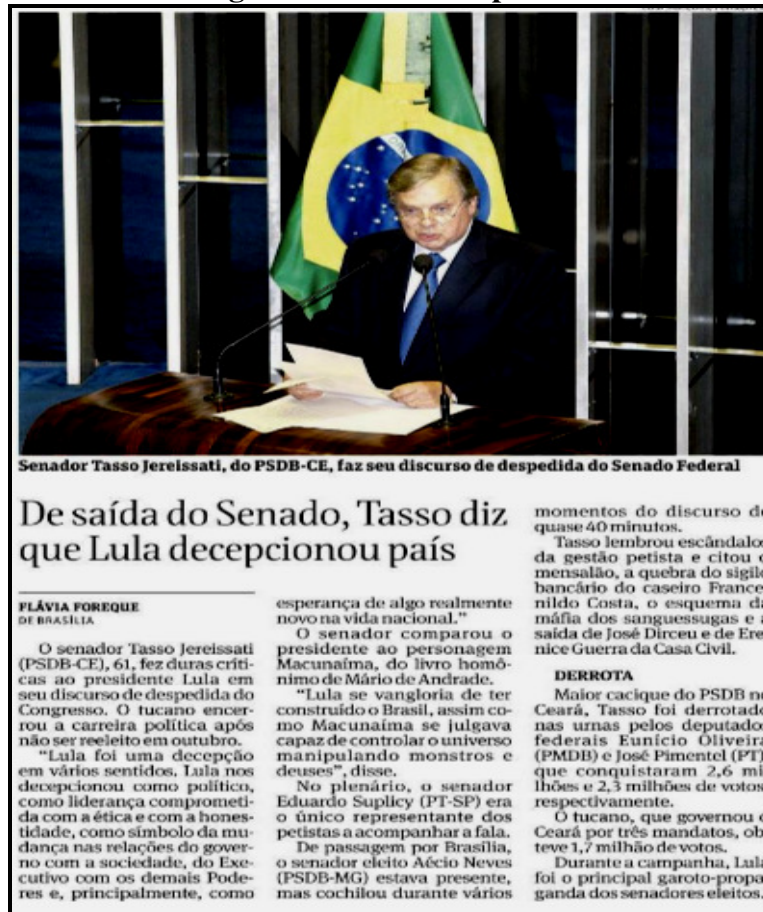 Senador Tasso Jereissati, do PSDB-CE, faz seu discurso de despedida do Senado Federal
De saída do Senado, Tasso diz
que Lula decepcionou país
FLÁVIA FOREQUE
DE BRASÍLIA
O senador Tasso Jereissati
(PSDB-CE), 61, fez duras críti-
cas ao presidente Lula em
seu discurso de despedida do
Congresso. O tucano encer-
rou a carreira política após
não ser reeleito em outubro.
"Lula foi uma decepção
em vários sentidos. Lula nos
decepcionou como político,
como liderança comprometi-
da com a ética e com a hones-
tidade, como símbolo da mu-
dança nas relações do gover-
no com a sociedade, do Exe-
cutivo com os demais Pode-
res e, principalmente, como
esperança de algo realmente
novo na vida nacional."
O senador comparou o
presidente ao personagem
Macunaíma, do livro homô-
nimo de Mário de Andrade.
"Lula se vangloria de ter
construído o Brasil, assim co-
mo Macunaíma se julgava
capaz de controlar o universo
manipulando monstros e
deuses", disse.
No plenário, o senador
Eduardo Suplicy (PT-SP) era
o único representante dos
petistas a acompanhar a fala.
De passagem por Brasília,
o senador eleito Aécio Neves
(PSDB-MG) estava presente,
mas cochilou durante vários
momentos do discurso de
quase 40 minutos.
Tasso lembrou escândalos
da gestão petista e citou o
mensalão, a quebra do sigilo
bancário do caseiro France-
nildo Costa, o esquema da
máfia dos sanguessugas e a
saída de José Dirceu e de Ere-
nice Guerra da Casa Civil.
DERROTA
Maior cacique do PSDB no
Ceará, Tasso foi derrotado
nas urnas pelos deputados
federais Eunício Oliveira
(PMDB) e José Pimentel (PT),
que conquistaram 2,6 mi-
lhões e 2,3 milhões de votos,
respectivamente.
O tucano, que governou o
Ceará por três mandatos, ob-
teve 1,7 milhão de votos.
Durante a campanha, Lula
foi o principal garoto-propa-
ganda dos senadores eleitos.